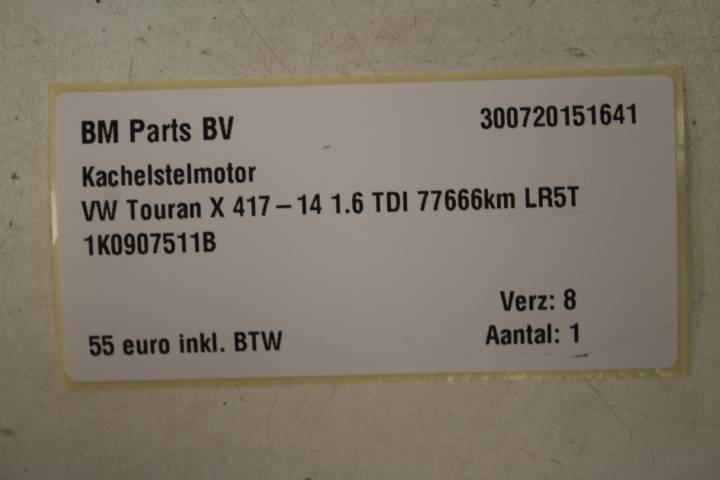 BM Parts BV 300720151641
Kachelstelmotor
VW Touran X 417-14 1.6 TDI 77666km LR5T
1K0907511B
Verz: 8
55 euro inkl. BTW Aantal: 1